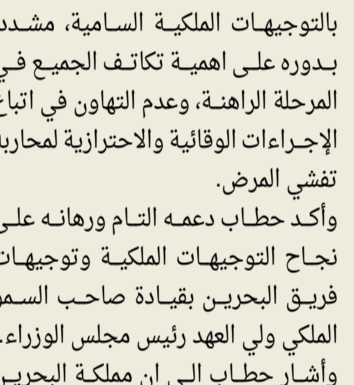 بالتوجيهات الملكية السامية، مشدد
بدوره على اهمية تكاتف الجميع في
المرحلة الراهنة، وعدم التهاون في اتباع
الإجراءات الوقائية والاحترازية لمحاربة
تفشي المرض.
وأكد حطاب دعمه التام ورهانه على
نجاح التوجيهات الملكية وتوجيهات
فريق البحرين بقيادة صاحب السمو
الملكي ولي العهد رئيس مجلس الوزراء.
وأشار حطاب الى ان مملكة البحرين